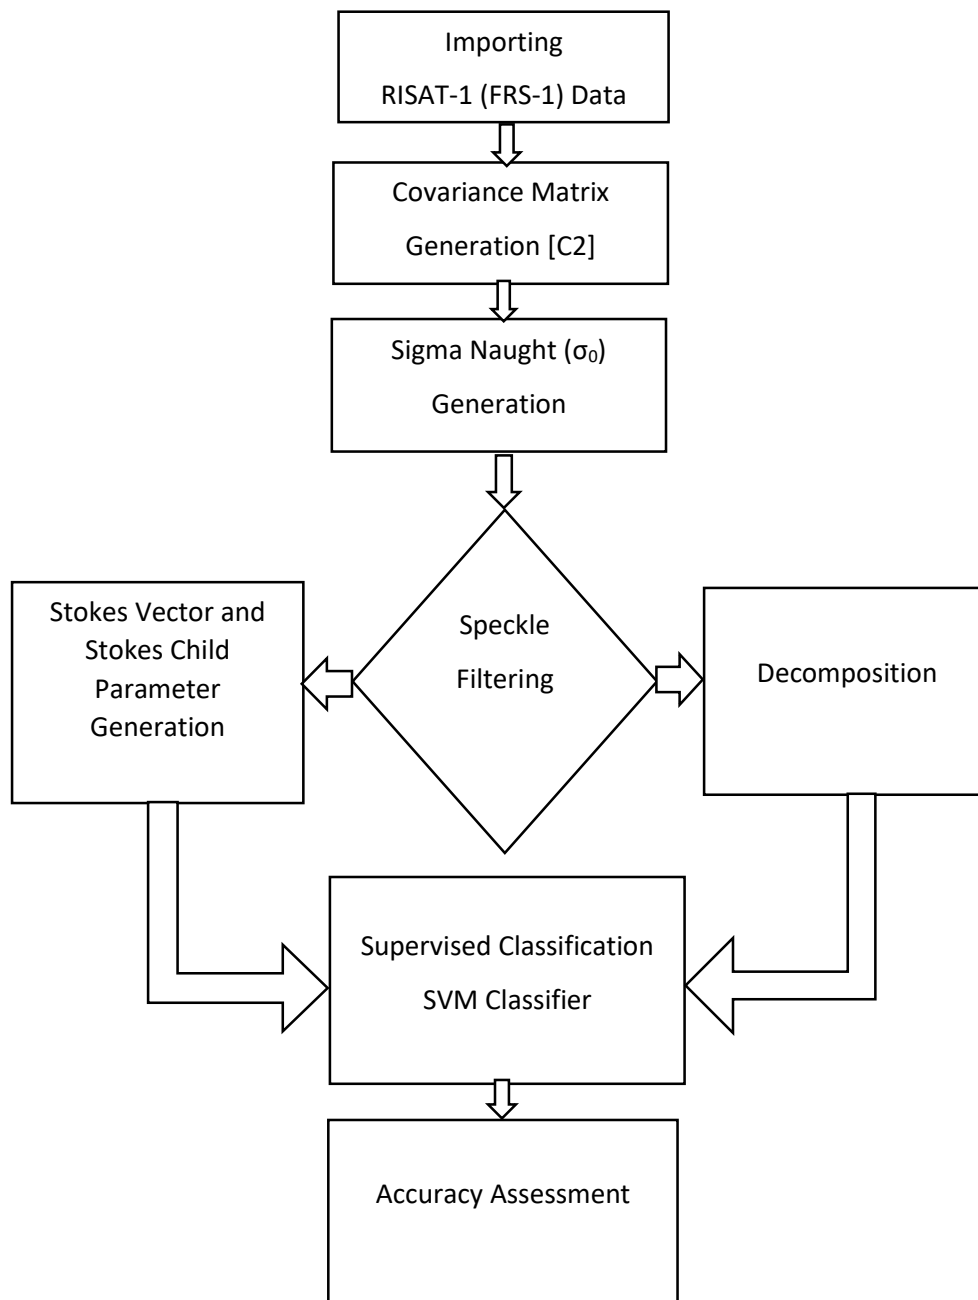 Importing
RISAT-1 (FRS-1) Data
Covariance Matrix
Generation [C2]
Sigma Naught (σ₀)
Generation
Speckle
Filtering
Stokes Vector and
Stokes Child
Parameter
Generation
Decomposition
Supervised Classification
SVM Classifier
Accuracy Assessment